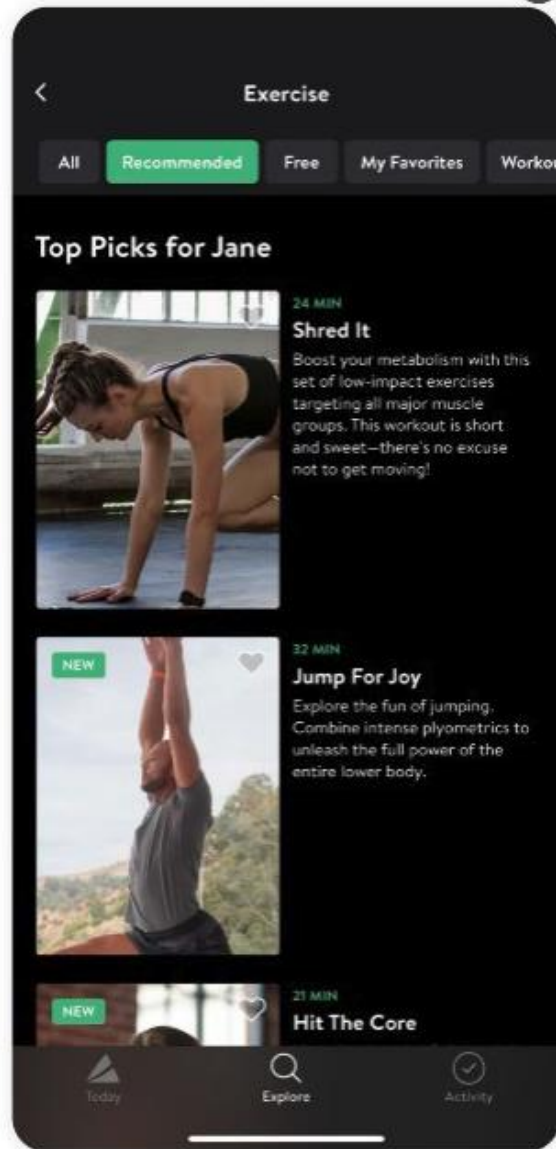 Exercise
All
Recommended
Free
My Favorites
Workou
Top Picks for Jane
24 MIN
Shred It
Boost your metabolism with this
set of low-impact exercises
targeting all major muscle
groups. This workout is short
and sweet—there's no excuse
not to get moving!
NEW
32 MIN
Jump For Joy
Explore the fun of jumping.
Combine intense plyometrics to
unleash the full power of the
entire lower body.
NEW
21 MIN
Hit The Core
Today
Explore
Activity